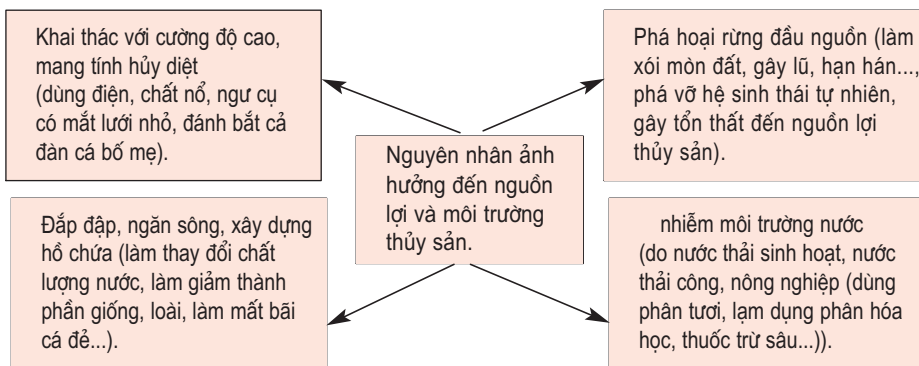 Khai thác với cường độ cao,
mang tính hủy diệt
(dùng điện, chất nổ, ngư cụ
có mắt lưới nhỏ, đánh bắt cả
đàn cá bố mẹ).
Phá hoại rừng đầu nguồn (làm
xói mòn đất, gây lũ, hạn hán...,
phá vỡ hệ sinh thái tự nhiên,
gây tổn thất đến nguồn lợi
thủy sản).
Nguyên nhân ảnh
hưởng đến nguồn
lợi và môi trường
thủy sản.
Đắp đập, ngăn sông, xây dựng
hồ chứa (làm thay đổi chất
lượng nước, làm giảm thành
phần giống, loài, làm mất bãi
cá đẻ...).
nhiễm môi trường nước
(do nước thải sinh hoạt, nước
thải công, nông nghiệp (dùng
phân tươi, lạm dụng phân hóa
học, thuốc trừ sâu...)).